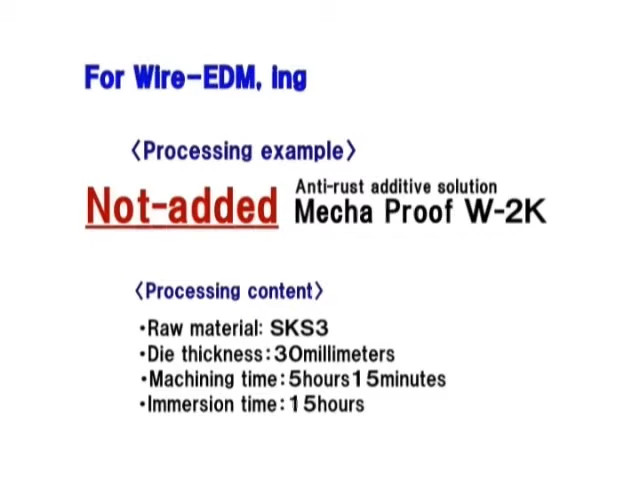 For Wire-EDM, ing
〈Processing example〉
Not-added
Anti-rust additive solution
Mecha Proof W-2K
〈Processing content〉
・Raw material: SKS3
・Die thickness:30millimeters
・Machining time:5hours15minutes
・Immersion time:15hours